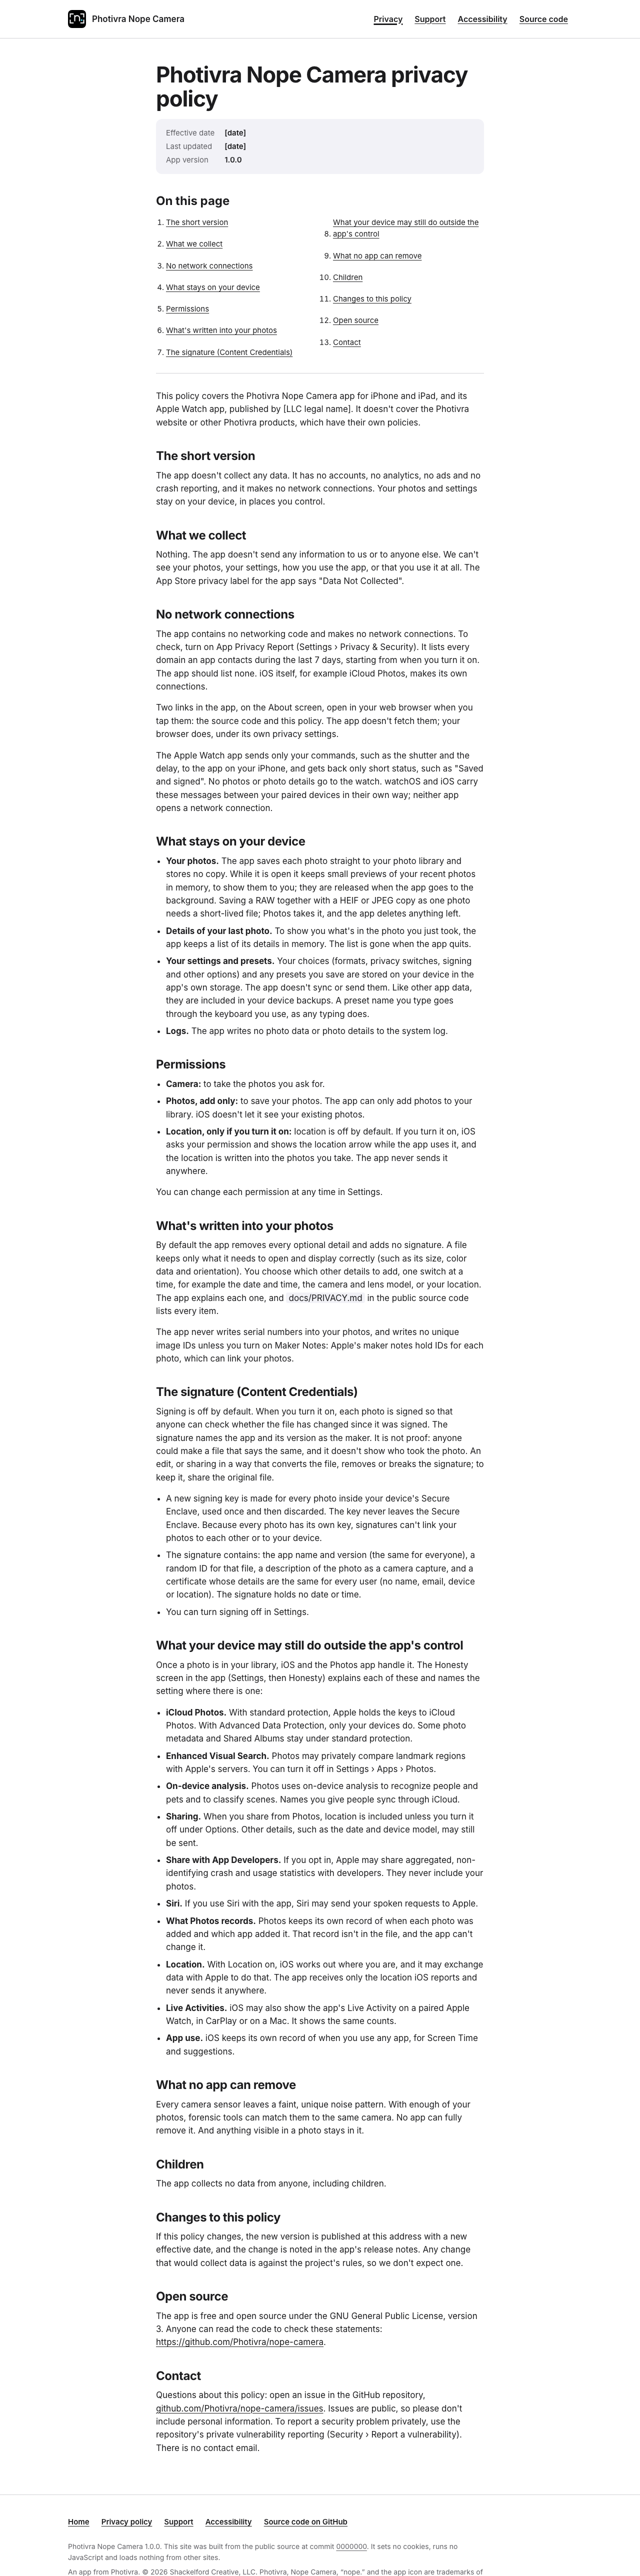 Photivra Nope Camera
Privacy Support Accessibility Source code
Photivra Nope Camera privacy
policy
Effective date [date]
Last updated [date]
App version 1.0.0
On this page
1. The short version
2. What we collect
3. No network connections
4. What stays on your device
5. Permissions
6. What's written into your photos
7. The signature (Content Credentials)
What your device may still do outside the
8. app's control
9. What no app can remove
10. Children
11. Changes to this policy
12. Open source
13. Contact
This policy covers the Photivra Nope Camera app for iPhone and iPad, and its
Apple Watch app, published by [LLC legal name]. It doesn't cover the Photivra
website or other Photivra products, which have their own policies.
The short version
The app doesn't collect any data. It has no accounts, no analytics, no ads and no
crash reporting, and it makes no network connections. Your photos and settings
stay on your device, in places you control.
What we collect
Nothing. The app doesn't send any information to us or to anyone else. We can't
see your photos, your settings, how you use the app, or that you use it at all. The
App Store privacy label for the app says "Data Not Collected".
No network connections
The app contains no networking code and makes no network connections. To
check, turn on App Privacy Report (Settings › Privacy & Security). It lists every
domain an app contacts during the last 7 days, starting from when you turn it on.
The app should list none. iOS itself, for example iCloud Photos, makes its own
connections.
Two links in the app, on the About screen, open in your web browser when you
tap them: the source code and this policy. The app doesn't fetch them; your
browser does, under its own privacy settings.
The Apple Watch app sends only your commands, such as the shutter and the
delay, to the app on your iPhone, and gets back only short status, such as "Saved
and signed". No photos or photo details go to the watch. watchOS and iOS carry
these messages between your paired devices in their own way; neither app
opens a network connection.
What stays on your device
• Your photos. The app saves each photo straight to your photo library and
stores no copy. While it is open it keeps small previews of your recent photos
in memory, to show them to you; they are released when the app goes to the
background. Saving a RAW together with a HEIF or JPEG copy as one photo
needs a short-lived file; Photos takes it, and the app deletes anything left.
• Details of your last photo. To show you what's in the photo you just took, the
app keeps a list of its details in memory. The list is gone when the app quits.
• Your settings and presets. Your choices (formats, privacy switches, signing
and other options) and any presets you save are stored on your device in the
app's own storage. The app doesn't sync or send them. Like other app data,
they are included in your device backups. A preset name you type goes
through the keyboard you use, as any typing does.
• Logs. The app writes no photo data or photo details to the system log.
Permissions
• Camera: to take the photos you ask for.
• Photos, add only: to save your photos. The app can only add photos to your
library. iOS doesn't let it see your existing photos.
• Location, only if you turn it on: location is off by default. If you turn it on, iOS
asks your permission and shows the location arrow while the app uses it, and
the location is written into the photos you take. The app never sends it
anywhere.
You can change each permission at any time in Settings.
What's written into your photos
By default the app removes every optional detail and adds no signature. A file
keeps only what it needs to open and display correctly (such as its size, color
data and orientation). You choose which other details to add, one switch at a
time, for example the date and time, the camera and lens model, or your location.
The app explains each one, and docs/PRIVACY.md in the public source code
lists every item.
The app never writes serial numbers into your photos, and writes no unique
image IDs unless you turn on Maker Notes: Apple's maker notes hold IDs for each
photo, which can link your photos.
The signature (Content Credentials)
Signing is off by default. When you turn it on, each photo is signed so that
anyone can check whether the file has changed since it was signed. The
signature names the app and its version as the maker. It is not proof: anyone
could make a file that says the same, and it doesn't show who took the photo. An
edit, or sharing in a way that converts the file, removes or breaks the signature; to
keep it, share the original file.
• A new signing key is made for every photo inside your device's Secure
Enclave, used once and then discarded. The key never leaves the Secure
Enclave. Because every photo has its own key, signatures can't link your
photos to each other or to your device.
• The signature contains: the app name and version (the same for everyone), a
random ID for that file, a description of the photo as a camera capture, and a
certificate whose details are the same for every user (no name, email, device
or location). The signature holds no date or time.
• You can turn signing off in Settings.
What your device may still do outside the app's control
Once a photo is in your library, iOS and the Photos app handle it. The Honesty
screen in the app (Settings, then Honesty) explains each of these and names the
setting where there is one:
• iCloud Photos. With standard protection, Apple holds the keys to iCloud
Photos. With Advanced Data Protection, only your devices do. Some photo
metadata and Shared Albums stay under standard protection.
• Enhanced Visual Search. Photos may privately compare landmark regions
with Apple's servers. You can turn it off in Settings › Apps › Photos.
• On-device analysis. Photos uses on-device analysis to recognize people and
pets and to classify scenes. Names you give people sync through iCloud.
• Sharing. When you share from Photos, location is included unless you turn it
off under Options. Other details, such as the date and device model, may still
be sent.
• Share with App Developers. If you opt in, Apple may share aggregated, non-
identifying crash and usage statistics with developers. They never include your
photos.
• Siri. If you use Siri with the app, Siri may send your spoken requests to Apple.
• What Photos records. Photos keeps its own record of when each photo was
added and which app added it. That record isn't in the file, and the app can't
change it.
• Location. With Location on, iOS works out where you are, and it may exchange
data with Apple to do that. The app receives only the location iOS reports and
never sends it anywhere.
• Live Activities. iOS may also show the app's Live Activity on a paired Apple
Watch, in CarPlay or on a Mac. It shows the same counts.
• App use. iOS keeps its own record of when you use any app, for Screen Time
and suggestions.
What no app can remove
Every camera sensor leaves a faint, unique noise pattern. With enough of your
photos, forensic tools can match them to the same camera. No app can fully
remove it. And anything visible in a photo stays in it.
Children
The app collects no data from anyone, including children.
Changes to this policy
If this policy changes, the new version is published at this address with a new
effective date, and the change is noted in the app's release notes. Any change
that would collect data is against the project's rules, so we don't expect one.
Open source
The app is free and open source under the GNU General Public License, version
3. Anyone can read the code to check these statements:
https://github.com/Photivra/nope-camera.
Contact
Questions about this policy: open an issue in the GitHub repository,
github.com/Photivra/nope-camera/issues. Issues are public, so please don't
include personal information. To report a security problem privately, use the
repository's private vulnerability reporting (Security › Report a vulnerability).
There is no contact email.
Home Privacy policy Support Accessibility Source code on GitHub
Photivra Nope Camera 1.0.0. This site was built from the public source at commit 0000000. It sets no cookies, runs no
JavaScript and loads nothing from other sites.
An app from Photivra. © 2026 Shackelford Creative, LLC. Photivra, Nope Camera, "nope." and the app icon are trademarks of